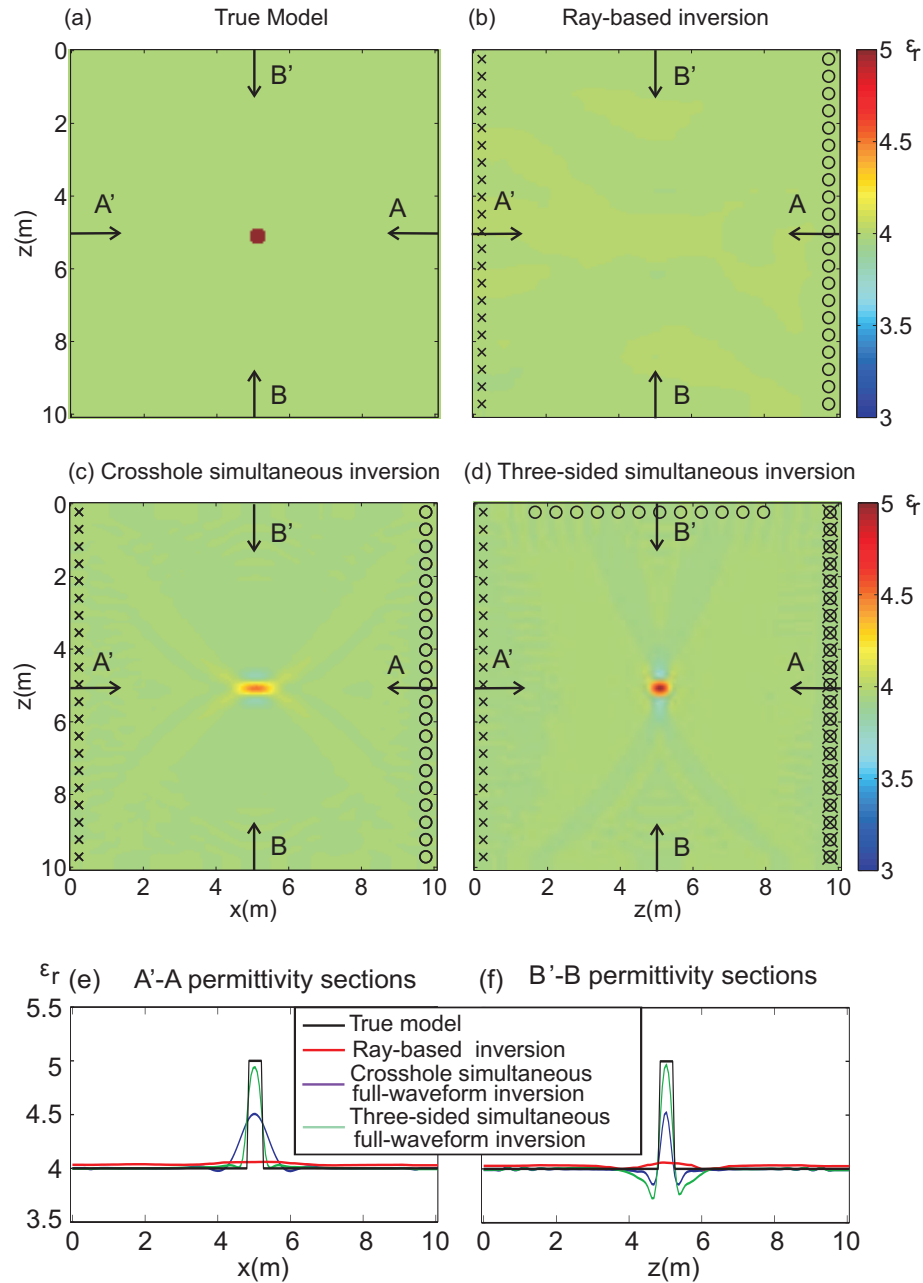 (a) True Model
(b) Ray-based inversion
0
2
4
6
8
10
z(m)
B'
A'
A
B
B'
A'
A
B
5 εr
4.5
4
3.5
3
(c) Crosshole simultaneous inversion
(d) Three-sided simultaneous inversion
0
2
4
6
8
10
z(m)
B'
A'
A
B
0 2 4 6 8 10
x(m)
B'
A'
A
B
0 2 4 6 8 10
z(m)
5 εr
4.5
4
3.5
3
εr (e) A'-A permittivity sections
(f) B'-B permittivity sections
5.5
5
4.5
4
3.5
True model
Ray-based inversion
Crosshole simultaneous
full-waveform inversion
Three-sided simultaneous
full-waveform inversion
0 2 4 6 8 10
x(m)
0 2 4 6 8 10
z(m)